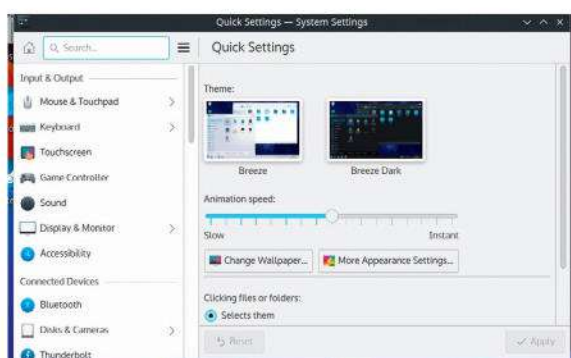 Quick Settings — System Settings
Search...
Quick Settings
Input & Output
Mouse & Touchpad
Keyboard
Touchscreen
Game Controller
Sound
Display & Monitor
Accessibility
Connected Devices
Bluetooth
Disks & Cameras
Thunderbolt
Theme:
Breeze
Breeze Dark
Animation speed:
Slow
Instant
Change Wallpaper...
More Appearance Settings...
Clicking files or folders:
Selects them
Reset
Apply